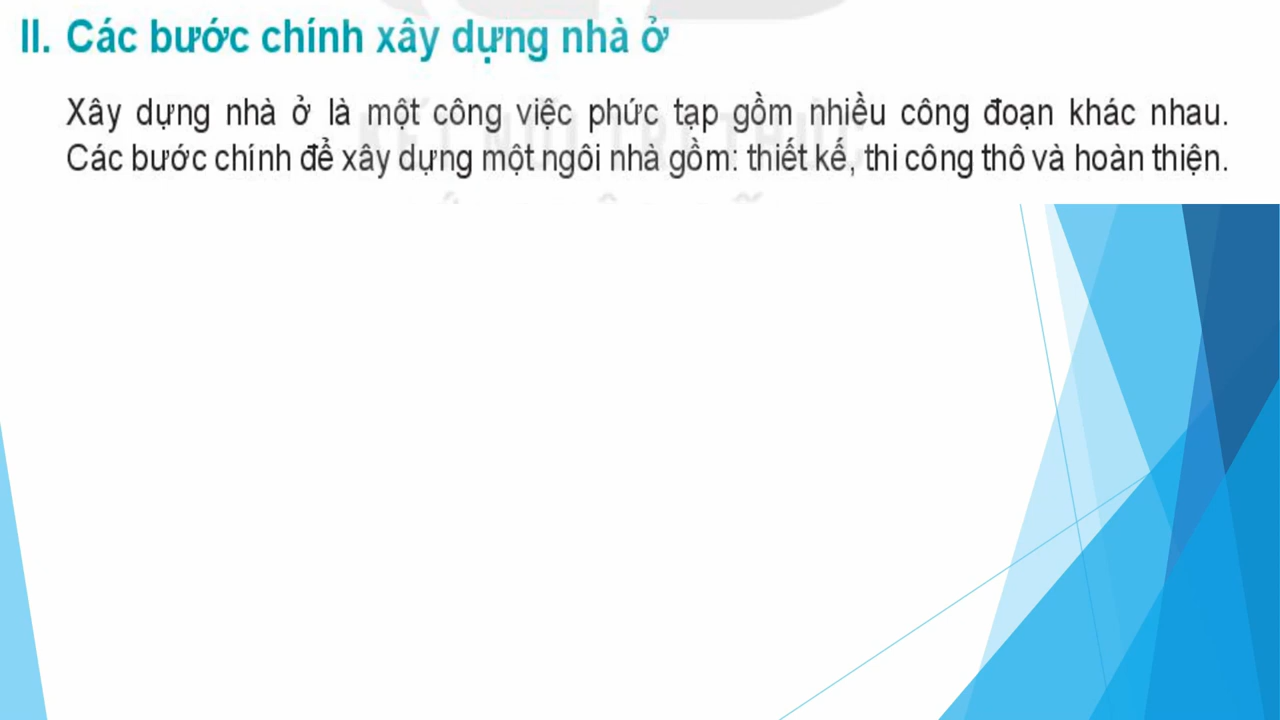 II. Các bước chính xây dựng nhà ở
Xây dựng nhà ở là một công việc phức tạp gồm nhiều công đoạn khác nhau.
Các bước chính để xây dựng một ngôi nhà gồm: thiết kế, thi công thô và hoàn thiện.